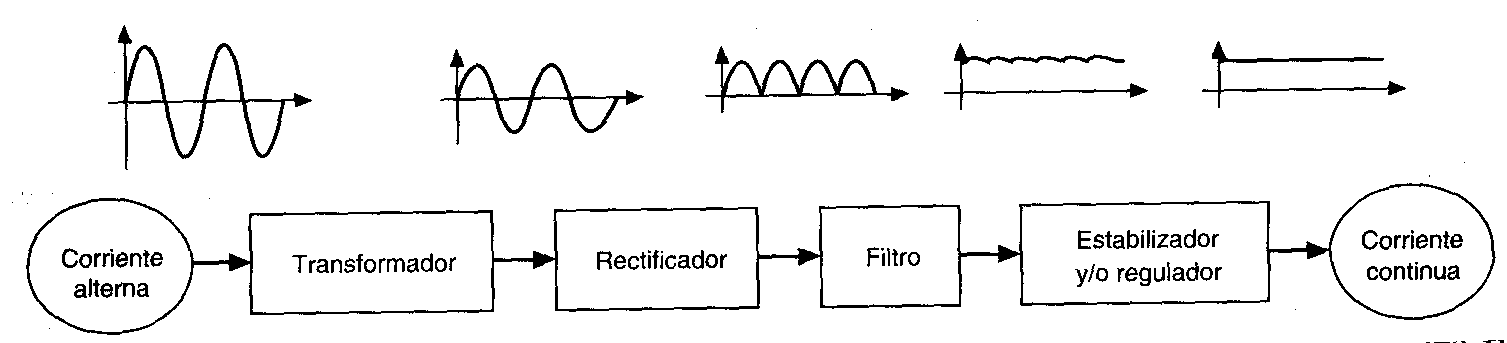 Corriente
alterna
Transformador
Rectificador
Filtro
Estabilizador
y/o regulador
Corriente
continua